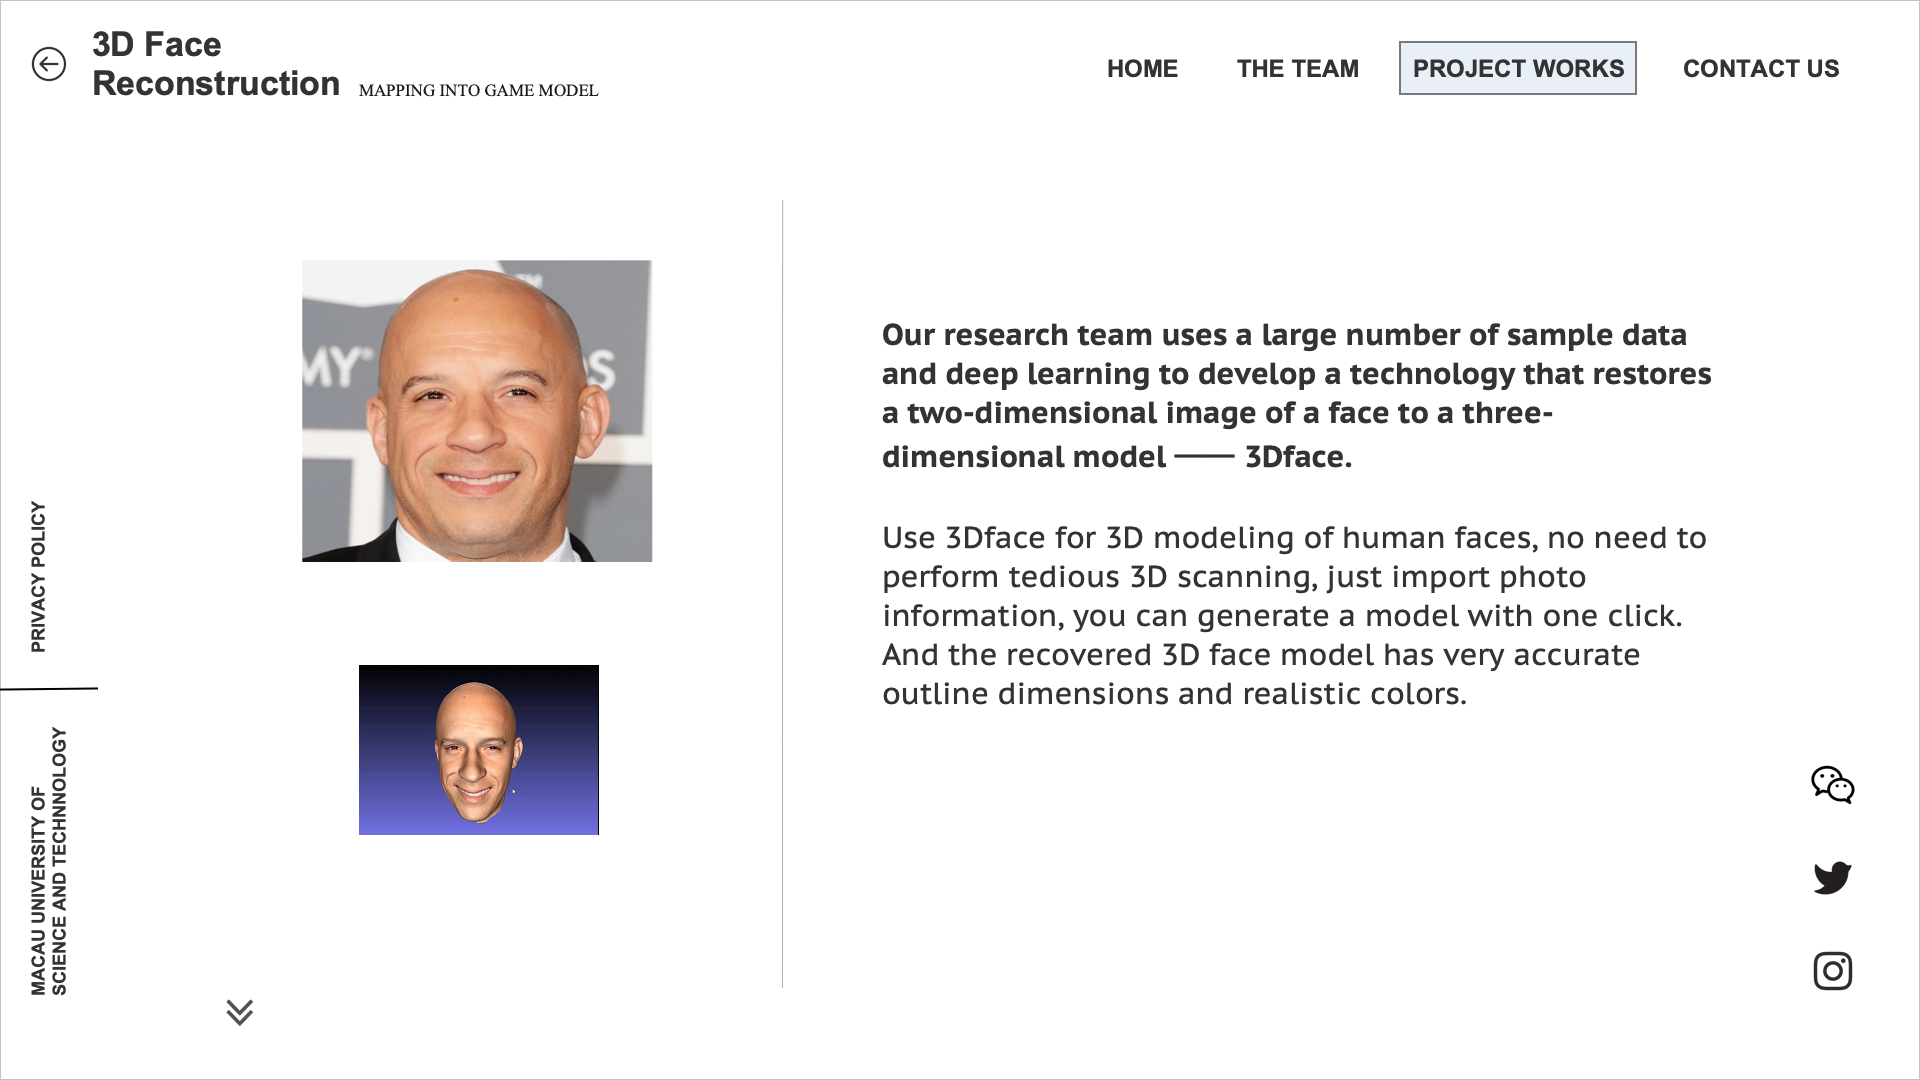 3D Face
Reconstruction
MAPPING INTO GAME MODEL
HOME
THE TEAM
PROJECT WORKS
CONTACT US
MY®
S
TM
Our research team uses a large number of sample data
and deep learning to develop a technology that restores
a two-dimensional image of a face to a three-
dimensional model —— 3Dface.
Use 3Dface for 3D modeling of human faces, no need to
perform tedious 3D scanning, just import photo
information, you can generate a model with one click.
And the recovered 3D face model has very accurate
outline dimensions and realistic colors.
PRIVACY POLICY
MACAU UNIVERSITY OF
SCIENCE AND TECHNNOLOGY